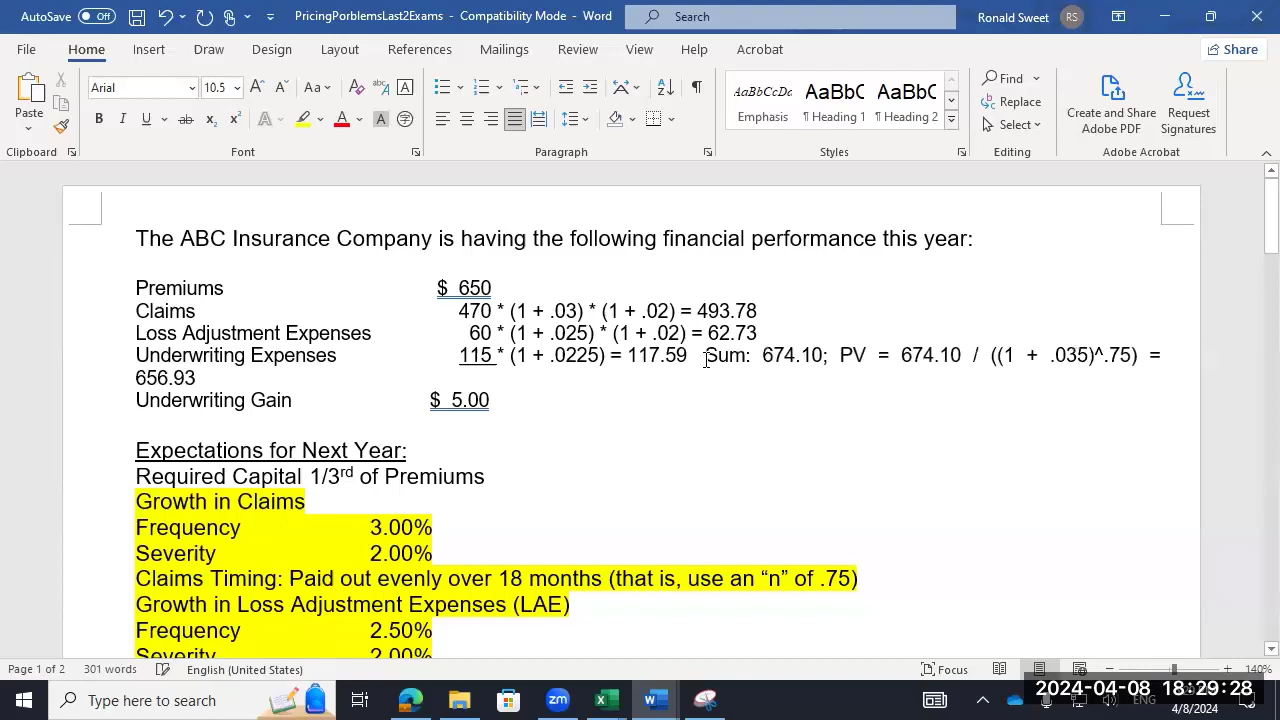 AutoSave Off PricingPorblemsLast2Exams - Compatibility Mode - Word Search Ronald Sweet RS
File Home Insert Draw Design Layout References Mailings Review View Help Acrobat Share
Paste Arial 10.5 Emphasis ¶ Heading 1 ¶ Heading 2 Find Replace Select Create and Share Adobe PDF Request Signatures
Clipboard Font Paragraph Styles Editing Adobe Acrobat
The ABC Insurance Company is having the following financial performance this year:
Premiums $ 650
Claims 470 * (1 + .03) * (1 + .02) = 493.78
Loss Adjustment Expenses 60 * (1 + .025) * (1 + .02) = 62.73
Underwriting Expenses 115 * (1 + .0225) = 117.59 Sum: 674.10; PV = 674.10 / ((1 + .035)^.75) =
656.93
Underwriting Gain $ 5.00
Expectations for Next Year:
Required Capital 1/3rd of Premiums
Growth in Claims
Frequency 3.00%
Severity 2.00%
Claims Timing: Paid out evenly over 18 months (that is, use an “n” of .75)
Growth in Loss Adjustment Expenses (LAE)
Frequency 2.50%
Severity 2.00%
Page 1 of 2 301 words English (United States) Focus 140%
Type here to search 2024-04-08 18:29:28
4/8/2024